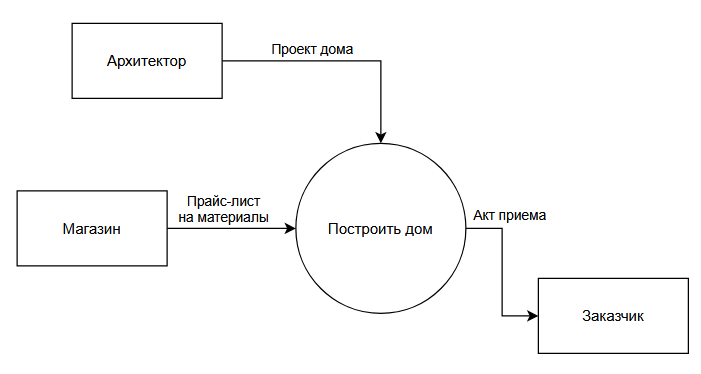 Архитектор
Проект дома
Прайс-лист
на материалы
Магазин
Построить дом
Акт приема
Заказчик